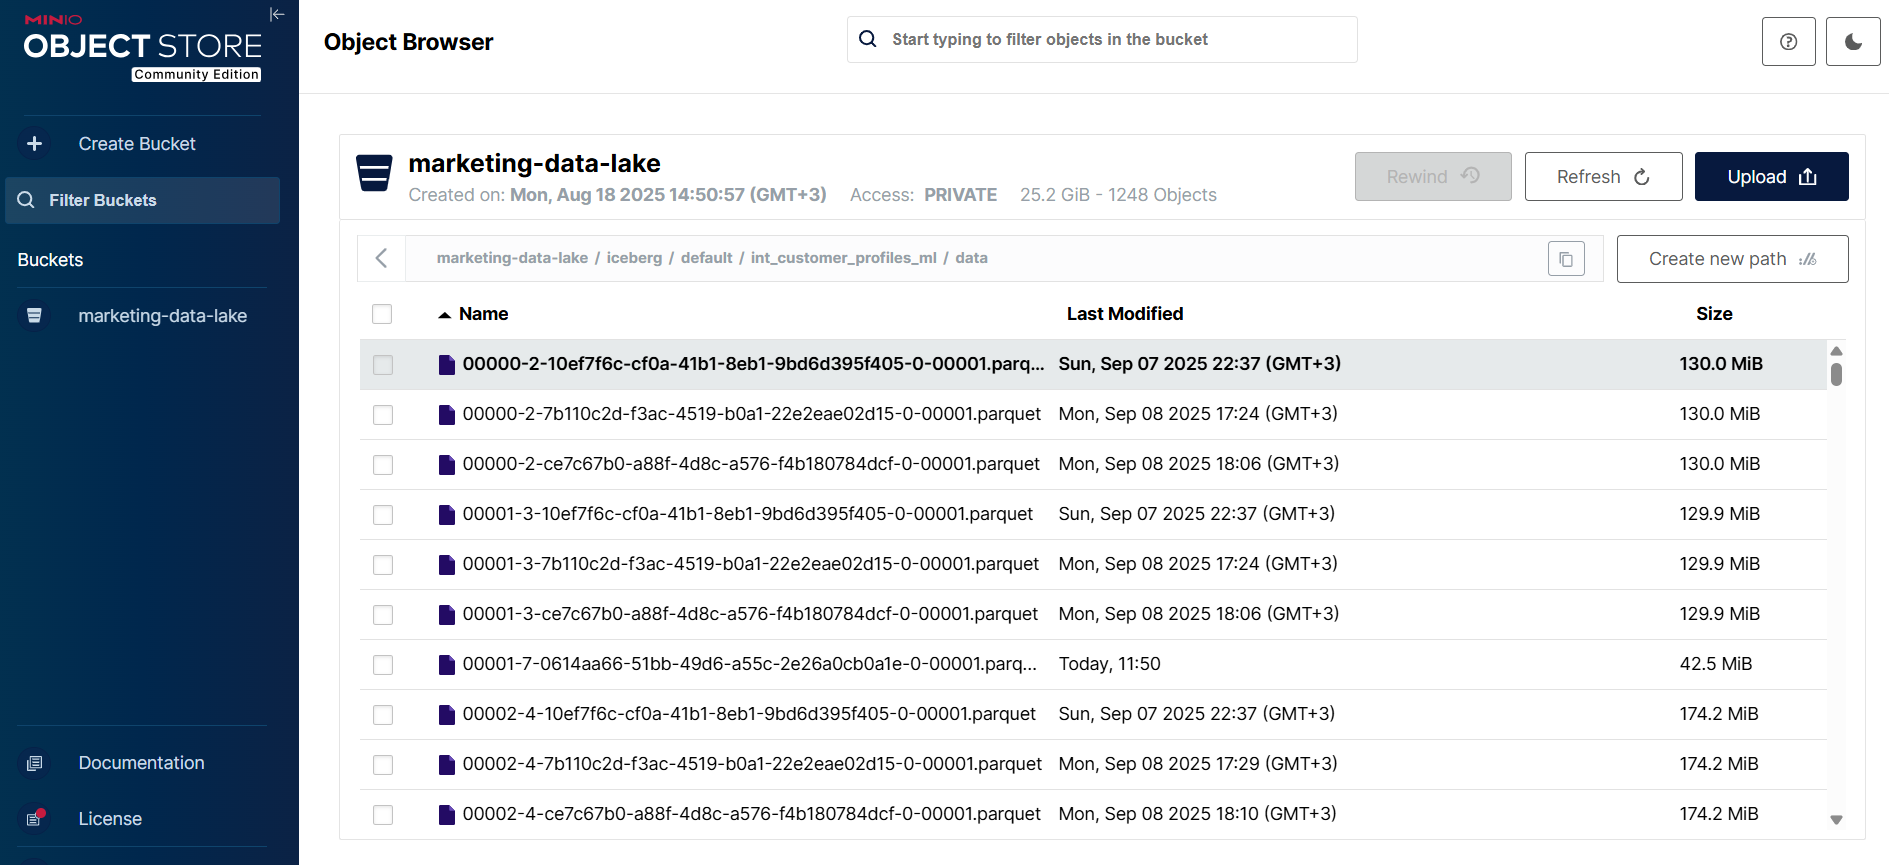 MINIO
OBJECT STORE
Community Edition
Create Bucket
Filter Buckets
Buckets
marketing-data-lake
Documentation
License
Object Browser
Start typing to filter objects in the bucket
marketing-data-lake
Created on: Mon, Aug 18 2025 14:50:57 (GMT+3) Access: PRIVATE 25.2 GiB - 1248 Objects
Rewind
Refresh
Upload
marketing-data-lake / iceberg / default / int_customer_profiles_ml / data
Create new path
Name Last Modified Size
00000-2-10ef7f6c-cf0a-41b1-8eb1-9bd6d395f405-0-00001.parq... Sun, Sep 07 2025 22:37 (GMT+3) 130.0 MiB
00000-2-7b110c2d-f3ac-4519-b0a1-22e2eae02d15-0-00001.parquet Mon, Sep 08 2025 17:24 (GMT+3) 130.0 MiB
00000-2-ce7c67b0-a88f-4d8c-a576-f4b180784dcf-0-00001.parquet Mon, Sep 08 2025 18:06 (GMT+3) 130.0 MiB
00001-3-10ef7f6c-cf0a-41b1-8eb1-9bd6d395f405-0-00001.parquet Sun, Sep 07 2025 22:37 (GMT+3) 129.9 MiB
00001-3-7b110c2d-f3ac-4519-b0a1-22e2eae02d15-0-00001.parquet Mon, Sep 08 2025 17:24 (GMT+3) 129.9 MiB
00001-3-ce7c67b0-a88f-4d8c-a576-f4b180784dcf-0-00001.parquet Mon, Sep 08 2025 18:06 (GMT+3) 129.9 MiB
00001-7-0614aa66-51bb-49d6-a55c-2e26a0cb0a1e-0-00001.parq... Today, 11:50 42.5 MiB
00002-4-10ef7f6c-cf0a-41b1-8eb1-9bd6d395f405-0-00001.parquet Sun, Sep 07 2025 22:37 (GMT+3) 174.2 MiB
00002-4-7b110c2d-f3ac-4519-b0a1-22e2eae02d15-0-00001.parquet Mon, Sep 08 2025 17:29 (GMT+3) 174.2 MiB
00002-4-ce7c67b0-a88f-4d8c-a576-f4b180784dcf-0-00001.parquet Mon, Sep 08 2025 18:10 (GMT+3) 174.2 MiB